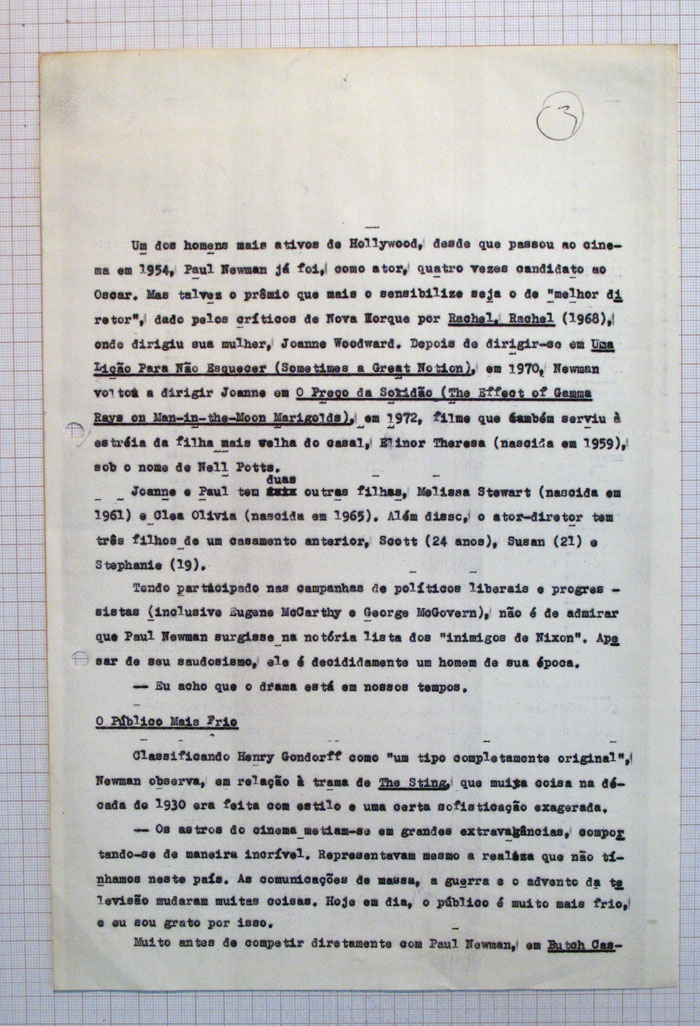 3
Um dos homens mais ativos de Hollywood, desde que passou ao cine-
ma em 1954, Paul Newman já foi, como ator, quatro vezes candidato ao
Oscar. Mas talvez o prêmio que mais o sensibilize seja o de "melhor di
retor", dado pelos críticos de Nova Iorque por Rachel, Rachel (1968),
onde dirigiu sua mulher, Joanne Woodward. Depois de dirigir-se em Uma
Lição Para Não Esquecer (Sometimes a Great Notion), em 1970, Newman
voltou a dirigir Joanne em O Preço da Solidão (The Effect of Gamma
Rays on Man-in-the-Moon Marigolds), em 1972, filme que também serviu à
estréia da filha mais velha do casal, Elinor Theresa (nascida em 1959),
sob o nome de Nell Potts.
duas
Joanne e Paul tem outras filhas, Melissa Stewart (nascida em
1961) e Clea Olivia (nascida em 1965). Além disso, o ator-diretor tem
três filhos de um casamento anterior, Scott (24 anos), Susan (21) e
Stephanie (19).
Tendo participado nas campanhas de políticos liberais e progres -
sistas (inclusive Eugene McCarthy e George McGovern), não é de admirar
que Paul Newman surgisse na notória lista dos "inimigos de Nixon". Ape
sar de seu saudosismo, ele é decididamente um homem de sua época.
-- Eu acho que o drama está em nossos tempos.
O Público Mais Frio
Classificando Henry Gondorff como "um tipo completamente original",
Newman observa, em relação à trama de The Sting, que muita coisa na dé-
cada de 1930 era feita com estilo e uma certa sofisticação exagerada.
-- Os astros do cinema metiam-se em grandes extravagâncias, compor
tando-se de maneira incrível. Representavam mesmo a realeza que não tí-
nhamos neste país. As comunicações de massa, a guerra e o advento da te
levisão mudaram muitas coisas. Hoje em dia, o público é muito mais frio,
e eu sou grato por isso.
Muito antes de competir diretamente com Paul Newman, em Butch Cas-